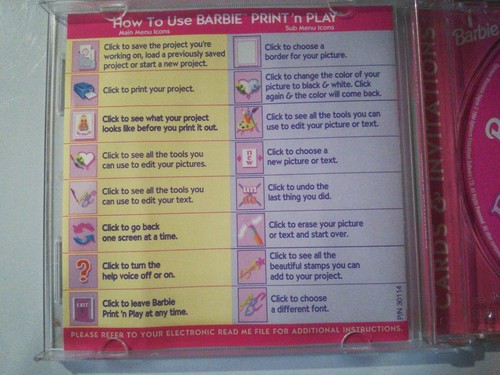 How To Use BARBIE PRINT 'n PLAY
Main Menu Icons
Sub Menu Icons
Click to save the project you're
working on, load a previously saved
project or start a new project.
Click to print your project.
Click to see what your project
looks like before you print it out.
Click to see all the tools you
can use to edit your pictures.
Click to see all the tools you
can use to edit your text.
Click to go back
one screen at a time.
Click to turn the
help voice off or on.
EXIT
Click to leave Barbie
Print 'n Play at any time.
Click to choose a
border for your picture.
Click to change the color of your
picture to black & white. Click
again & the color will come back.
Click to see all the tools you can
use to edit your picture or text.
NEW
Click to choose a
new picture or text.
Click to undo the
last thing you did.
Click to erase your picture
or text and start over.
Click to see all the
beautiful stamps you can
add to your project.
Click to choose
a different font.
P/N 30114
PLEASE REFER TO YOUR ELECTRONIC READ ME FILE FOR ADDITIONAL INSTRUCTIONS.
CARDS & INVITATIONS
Barbie